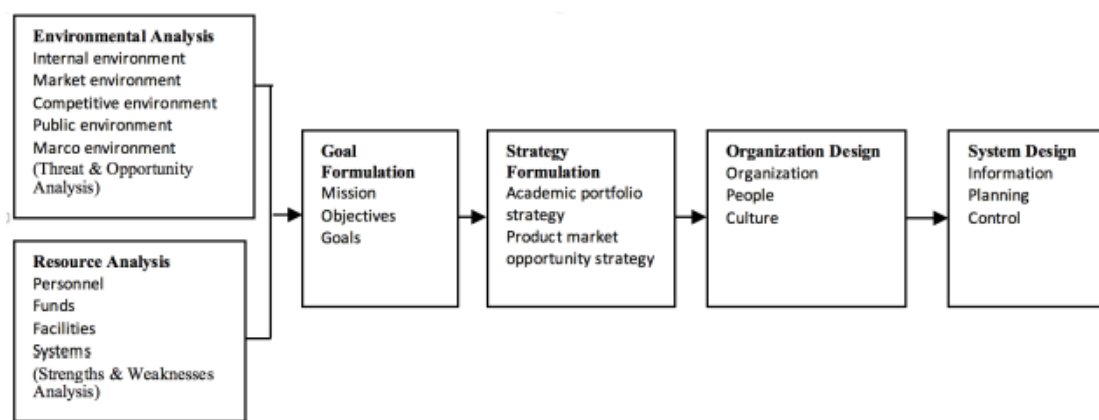 Environmental Analysis
Internal environment
Market environment
Competitive environment
Public environment
Marco environment
(Threat & Opportunity
Analysis)
Resource Analysis
Personnel
Funds
Facilities
Systems
(Strengths & Weaknesses
Analysis)
Goal
Formulation
Mission
Objectives
Goals
Strategy
Formulation
Academic portfolio
strategy
Product market
opportunity strategy
Organization Design
Organization
People
Culture
System Design
Information
Planning
Control